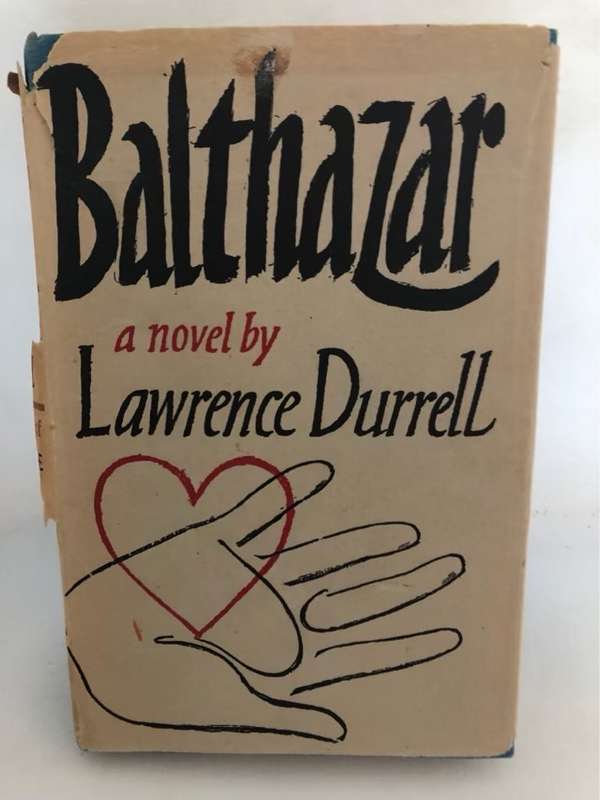 Balthazar
a novel by
Lawrence Durrell